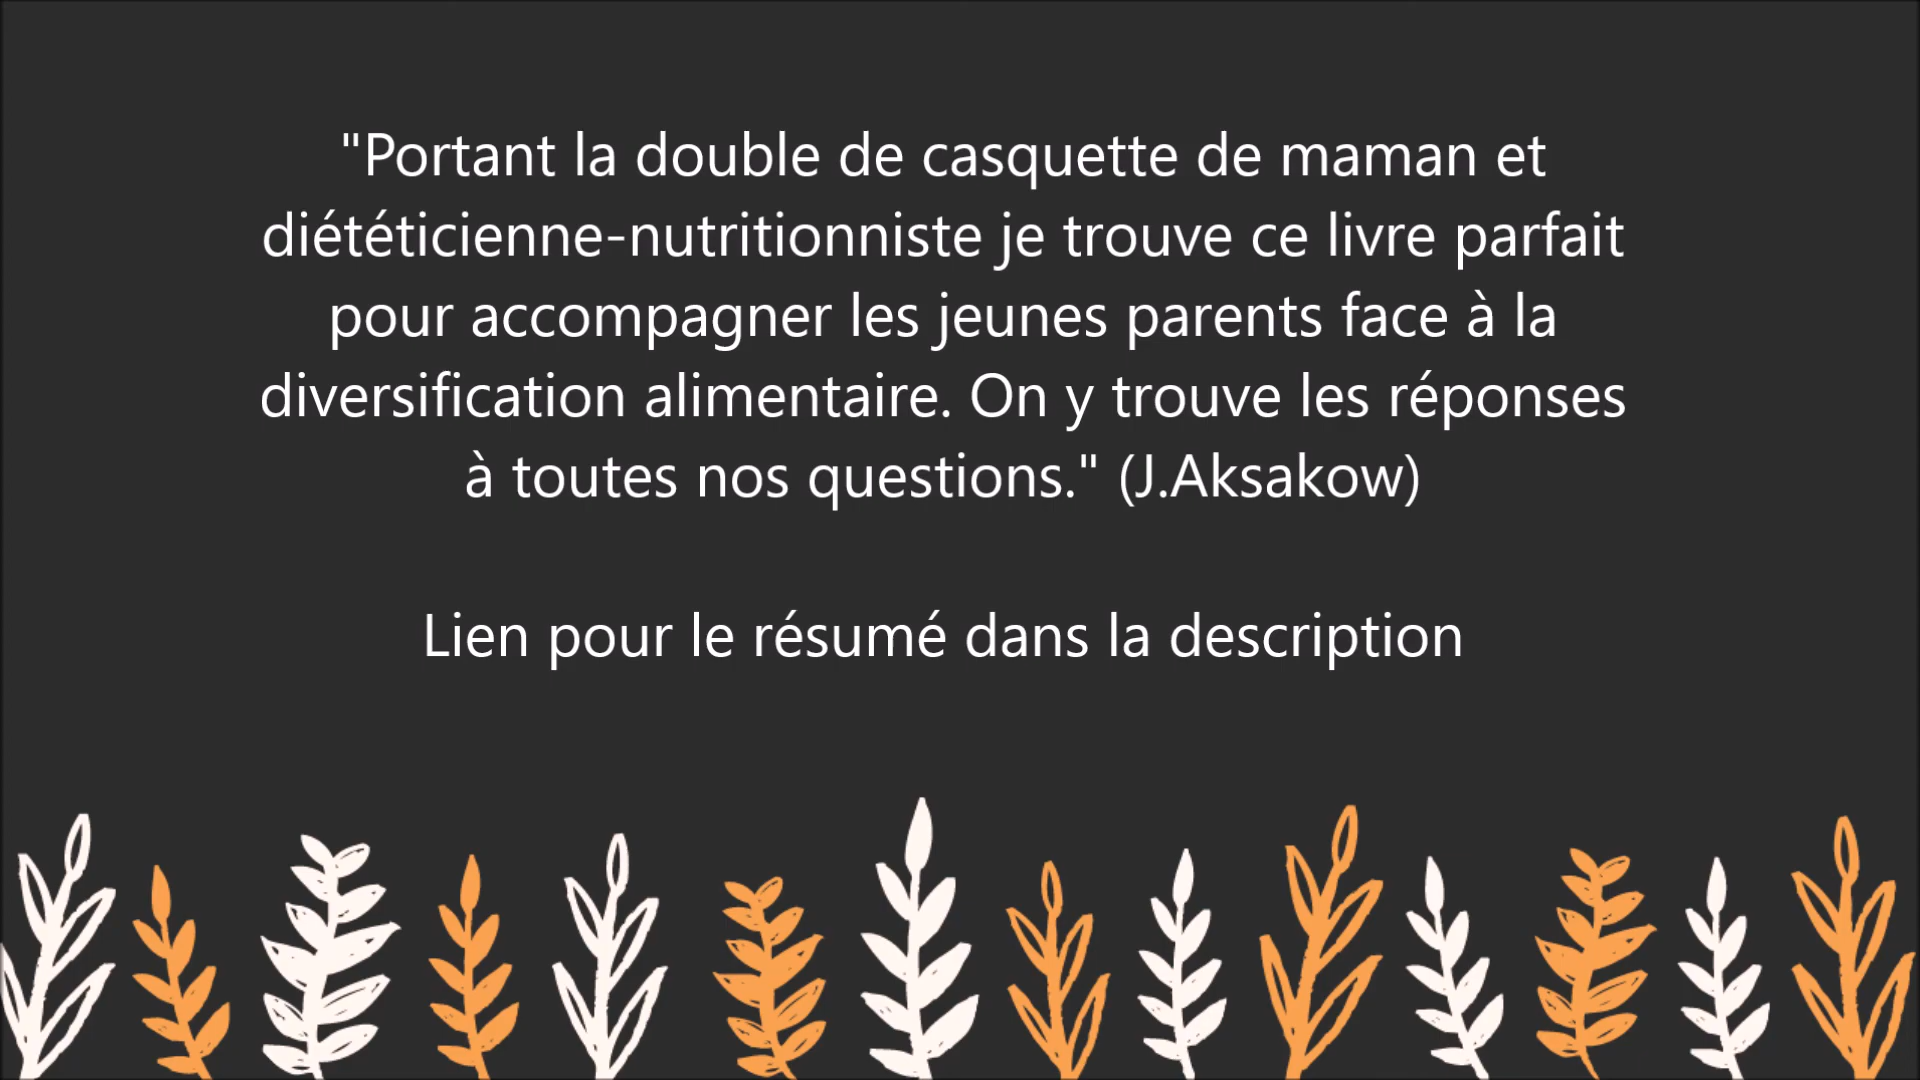 "Portant la double de casquette de maman et
diététicienne-nutritionniste je trouve ce livre parfait
pour accompagner les jeunes parents face à la
diversification alimentaire. On y trouve les réponses
à toutes nos questions." (J.Aksakow)
Lien pour le résumé dans la description